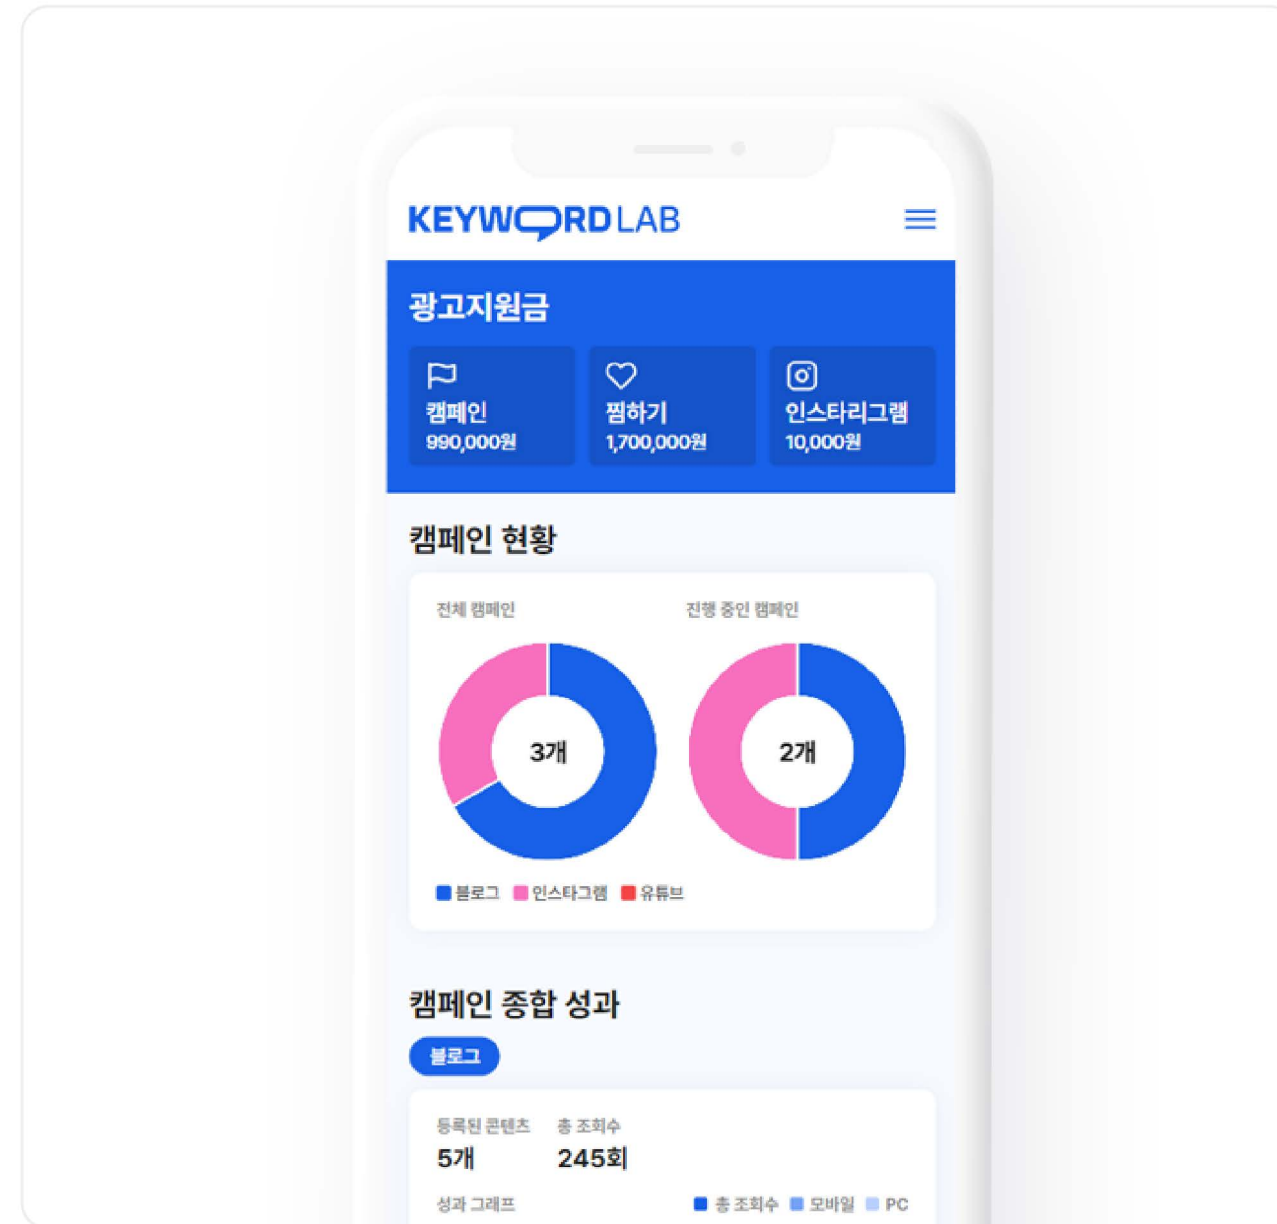 KEYWORDLAB
광고지원금
캠페인 찜하기 인스타리그램
990,000원 1,700,000원 10,000원
캠페인 현황
전체 캠페인 진행 중인 캠페인
3개 2개
블로그 인스타그램 유튜브
캠페인 종합 성과
블로그
등록된 콘텐츠 총 조회수
5개 245회
성과 그래프 총 조회수 모바일 PC